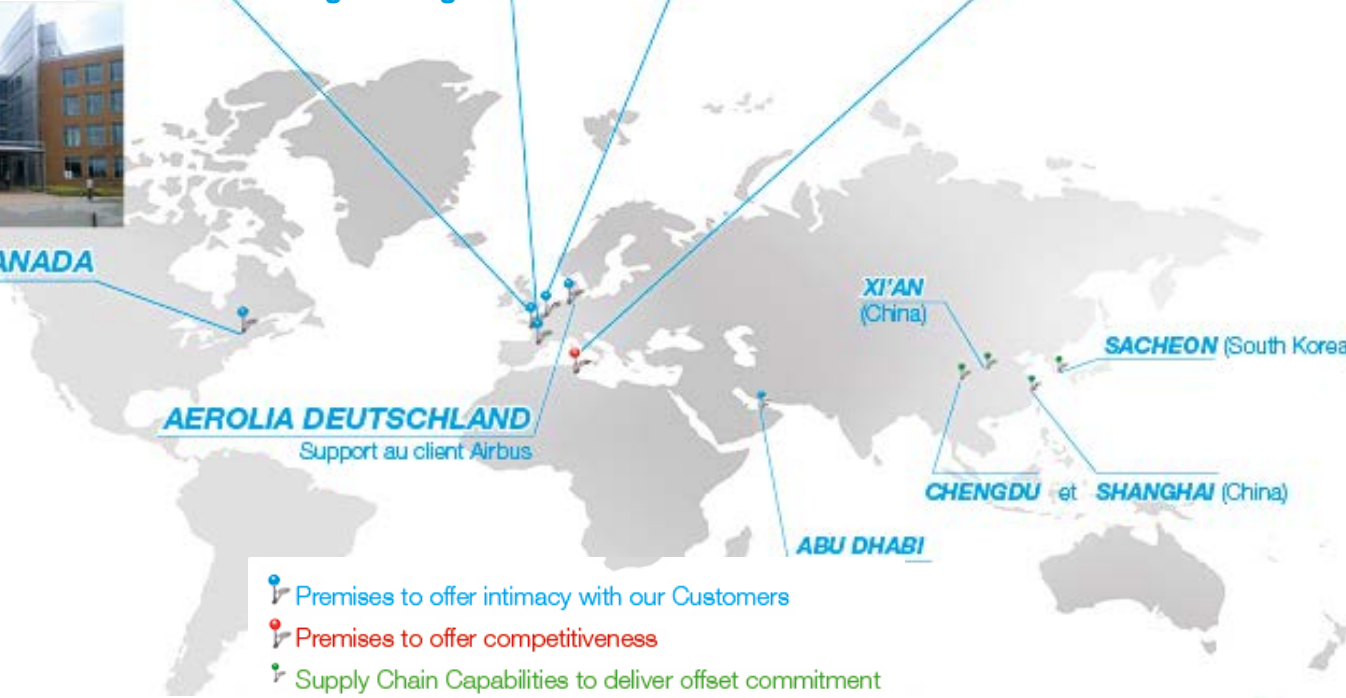 ANADA
XI'AN
(China)
SACHEON (South Korea
AEROLIA DEUTSCHLAND
Support au client Airbus
CHENGDU et SHANGHAI (China)
ABU DHABI
Premises to offer intimacy with our Customers
Premises to offer competitiveness
Supply Chain Capabilities to deliver offset commitment